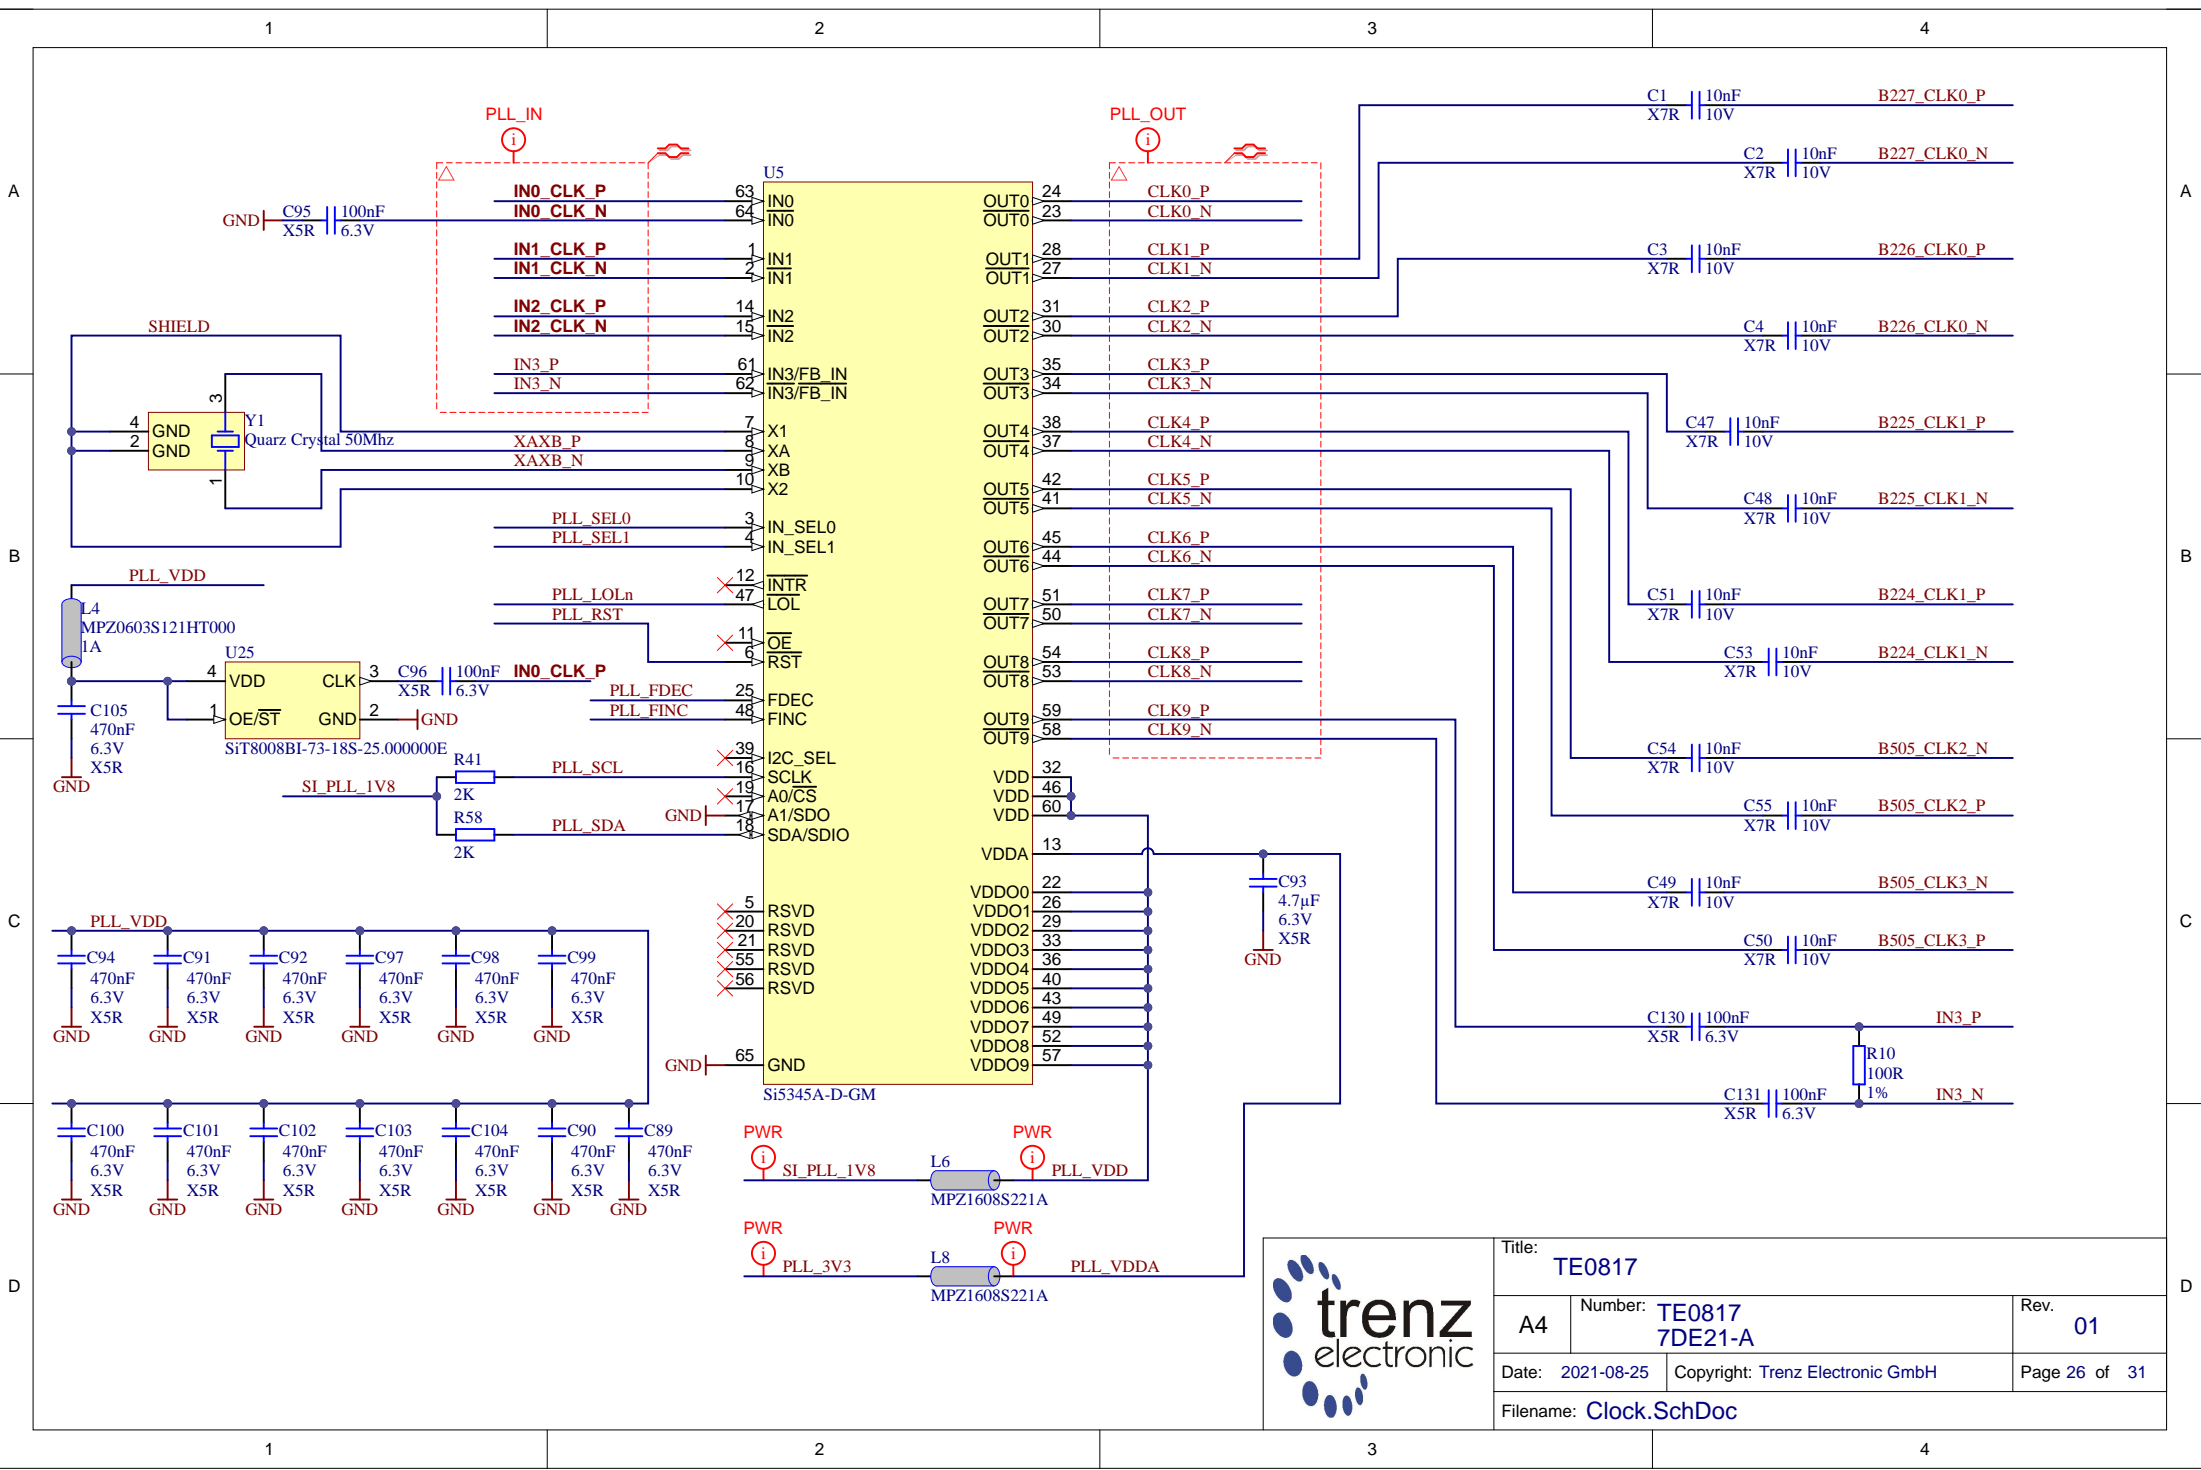 1 2 3 4
A A
B B
C C
D D
1 2 3 4
PLL_IN
PLL_OUT
GND
C95 100nF
X5R 6.3V
IN0_CLK_P
IN0_CLK_N
IN1_CLK_P
IN1_CLK_N
IN2_CLK_P
IN2_CLK_N
IN3_P
IN3_N
SHIELD
3
4 GND
2 GND
1
Y1
Quarz Crystal 50Mhz
XAXB_P
XAXB_N
PLL_SEL0
PLL_SEL1
PLL_LOLn
PLL_RST
PLL_VDD
L4
MPZ0603S121HT000
1A
U25
4 VDD CLK 3
1 OE/ST GND 2
GND
SiT8008BI-73-18S-25.000000E
C96 100nF
X5R 6.3V
IN0_CLK_P
PLL_FDEC
PLL_FINC
C105
470nF
6.3V
X5R
GND
SI_PLL_1V8
R41
2K
PLL_SCL
R58
2K
PLL_SDA
GND
U5
63 IN0
64 IN0
1 IN1
2 IN1
14 IN2
15 IN2
61 IN3/FB_IN
62 IN3/FB_IN
7 X1
8 XA
9 XB
10 X2
3 IN_SEL0
4 IN_SEL1
12 INTR
47 LOL
11 OE
6 RST
25 FDEC
48 FINC
39 I2C_SEL
16 SCLK
19 A0/CS
17 A1/SDO
18 SDA/SDIO
5 RSVD
20 RSVD
21 RSVD
55 RSVD
56 RSVD
GND 65 GND
OUT0 24 CLK0_P
OUT0 23 CLK0_N
OUT1 28 CLK1_P
OUT1 27 CLK1_N
OUT2 31 CLK2_P
OUT2 30 CLK2_N
OUT3 35 CLK3_P
OUT3 34 CLK3_N
OUT4 38 CLK4_P
OUT4 37 CLK4_N
OUT5 42 CLK5_P
OUT5 41 CLK5_N
OUT6 45 CLK6_P
OUT6 44 CLK6_N
OUT7 51 CLK7_P
OUT7 50 CLK7_N
OUT8 54 CLK8_P
OUT8 53 CLK8_N
OUT9 59 CLK9_P
OUT9 58 CLK9_N
VDD 32
VDD 46
VDD 60
VDDA 13
VDDO0 22
VDDO1 26
VDDO2 29
VDDO3 33
VDDO4 36
VDDO5 40
VDDO6 43
VDDO7 49
VDDO8 52
VDDO9 57
Si5345A-D-GM
C93
4.7µF
6.3V
X5R
GND
C1 10nF B227_CLK0_P
X7R 10V
C2 10nF B227_CLK0_N
X7R 10V
C3 10nF B226_CLK0_P
X7R 10V
C4 10nF B226_CLK0_N
X7R 10V
C47 10nF B225_CLK1_P
X7R 10V
C48 10nF B225_CLK1_N
X7R 10V
C51 10nF B224_CLK1_P
X7R 10V
C53 10nF B224_CLK1_N
X7R 10V
C54 10nF B505_CLK2_N
X7R 10V
C55 10nF B505_CLK2_P
X7R 10V
C49 10nF B505_CLK3_N
X7R 10V
C50 10nF B505_CLK3_P
X7R 10V
C130 100nF IN3_P
X5R 6.3V
R10
100R
1%
C131 100nF IN3_N
X5R 6.3V
PLL_VDD
C94 C91 C92 C97 C98 C99
470nF 470nF 470nF 470nF 470nF 470nF
6.3V 6.3V 6.3V 6.3V 6.3V 6.3V
X5R X5R X5R X5R X5R X5R
GND GND GND GND GND GND
C100 C101 C102 C103 C104 C90 C89
470nF 470nF 470nF 470nF 470nF 470nF 470nF
6.3V 6.3V 6.3V 6.3V 6.3V 6.3V 6.3V
X5R X5R X5R X5R X5R X5R X5R
GND GND GND GND GND GND GND
PWR PWR
SI_PLL_1V8 L6 PLL_VDD
MPZ1608S221A
PWR PWR
PLL_3V3 L8 PLL_VDDA
MPZ1608S221A
trenz
electronic
Title:
TE0817
A4
Number: TE0817
7DE21-A
Rev.
01
Date: 2021-08-25 Copyright: Trenz Electronic GmbH Page 26 of 31
Filename: Clock.SchDoc